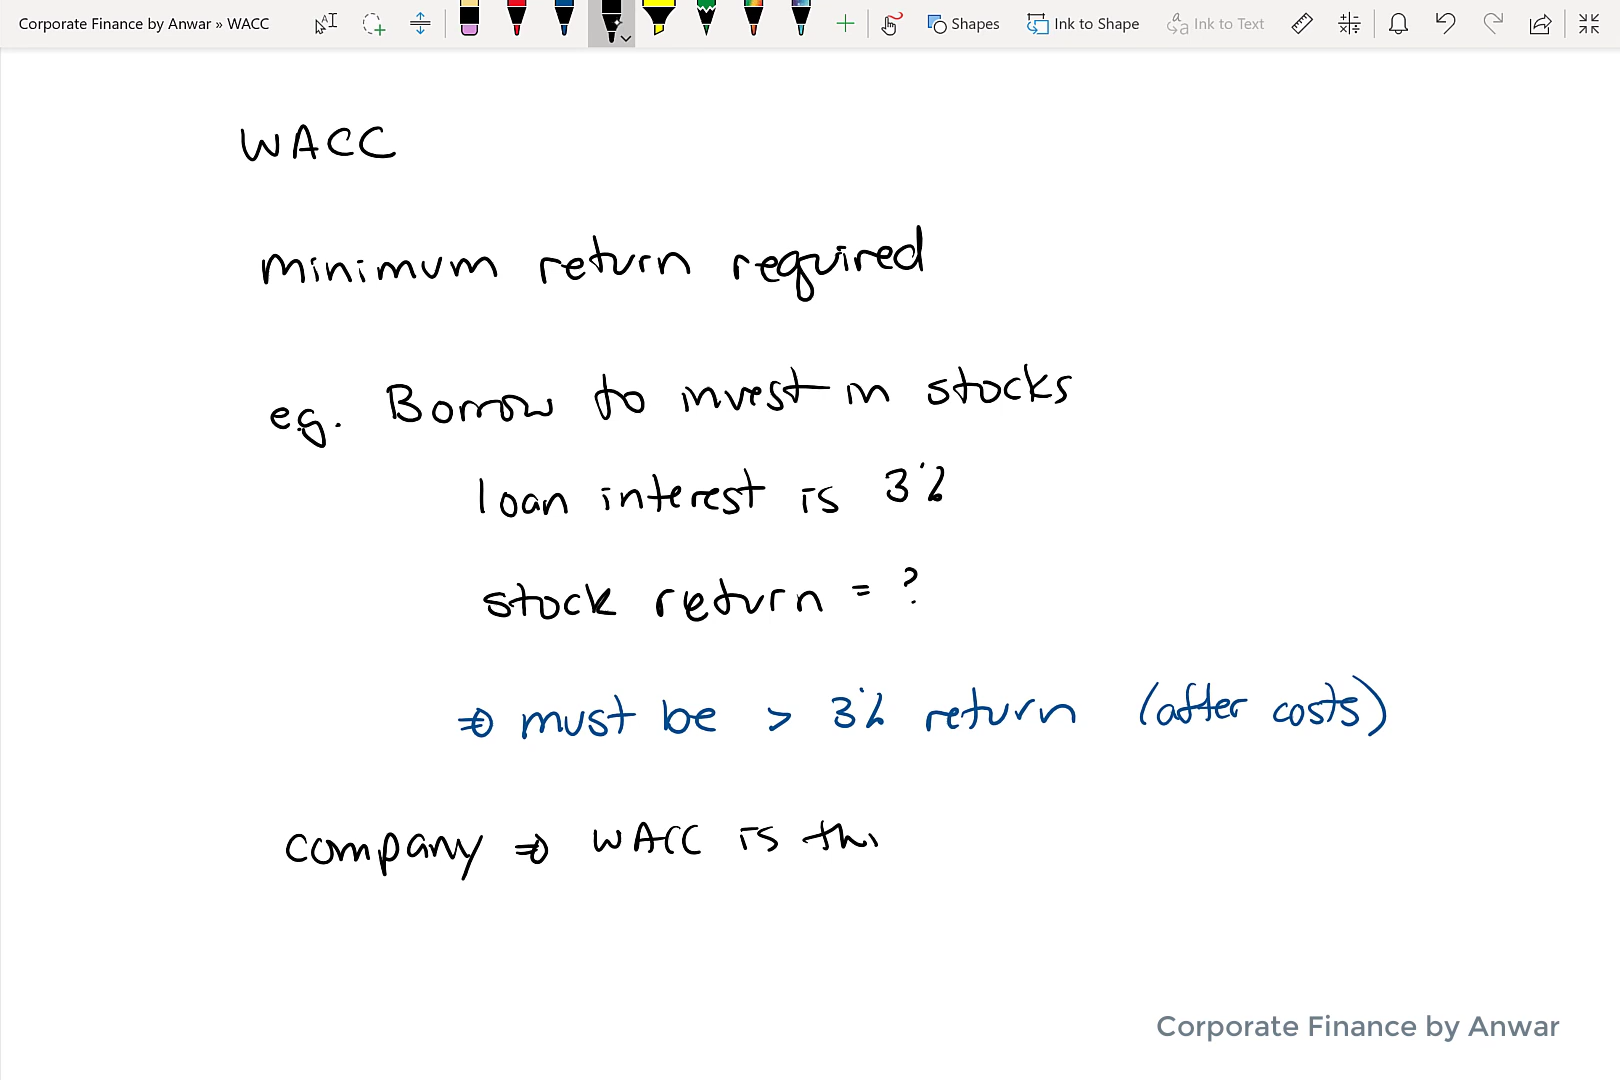 Corporate Finance by Anwar » WACC
Shapes
Ink to Shape
Ink to Text
WACC
minimum return required
eg. Borrow to invest in stocks
loan interest is 3%
stock return = ?
⇒ must be > 3% return (after costs)
company ⇒ WACC is thi
Corporate Finance by Anwar